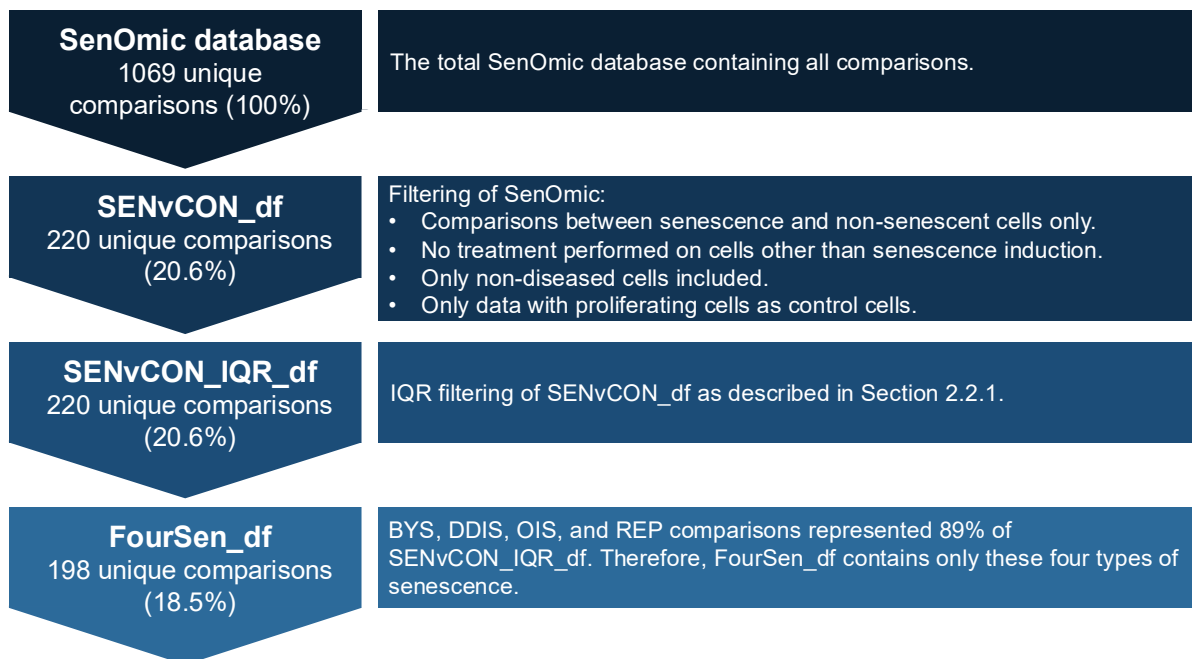 SenOmic database
1069 unique
comparisons (100%)
The total SenOmic database containing all comparisons.
SENvCON_df
220 unique comparisons
(20.6%)
Filtering of SenOmic:
• Comparisons between senescence and non-senescent cells only.
• No treatment performed on cells other than senescence induction.
• Only non-diseased cells included.
• Only data with proliferating cells as control cells.
SENvCON_IQR_df
220 unique comparisons
(20.6%)
IQR filtering of SENvCON_df as described in Section 2.2.1.
FourSen_df
198 unique comparisons
(18.5%)
BYS, DDIS, OIS, and REP comparisons represented 89% of
SENvCON_IQR_df. Therefore, FourSen_df contains only these four types of
senescence.